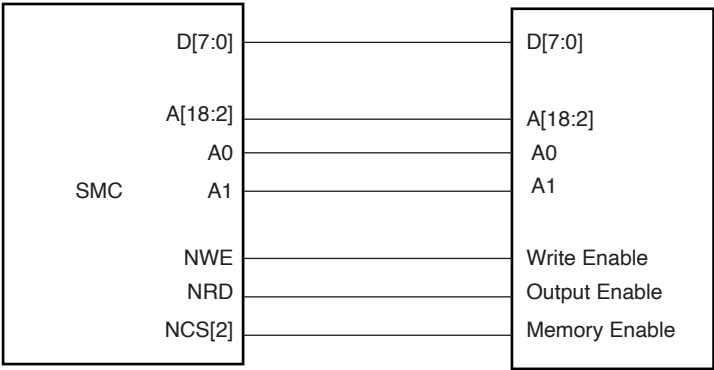 D[7:0] D[7:0]
A[18:2] A[18:2]
A0 A0
SMC A1 A1
NWE Write Enable
NRD Output Enable
NCS[2] Memory Enable